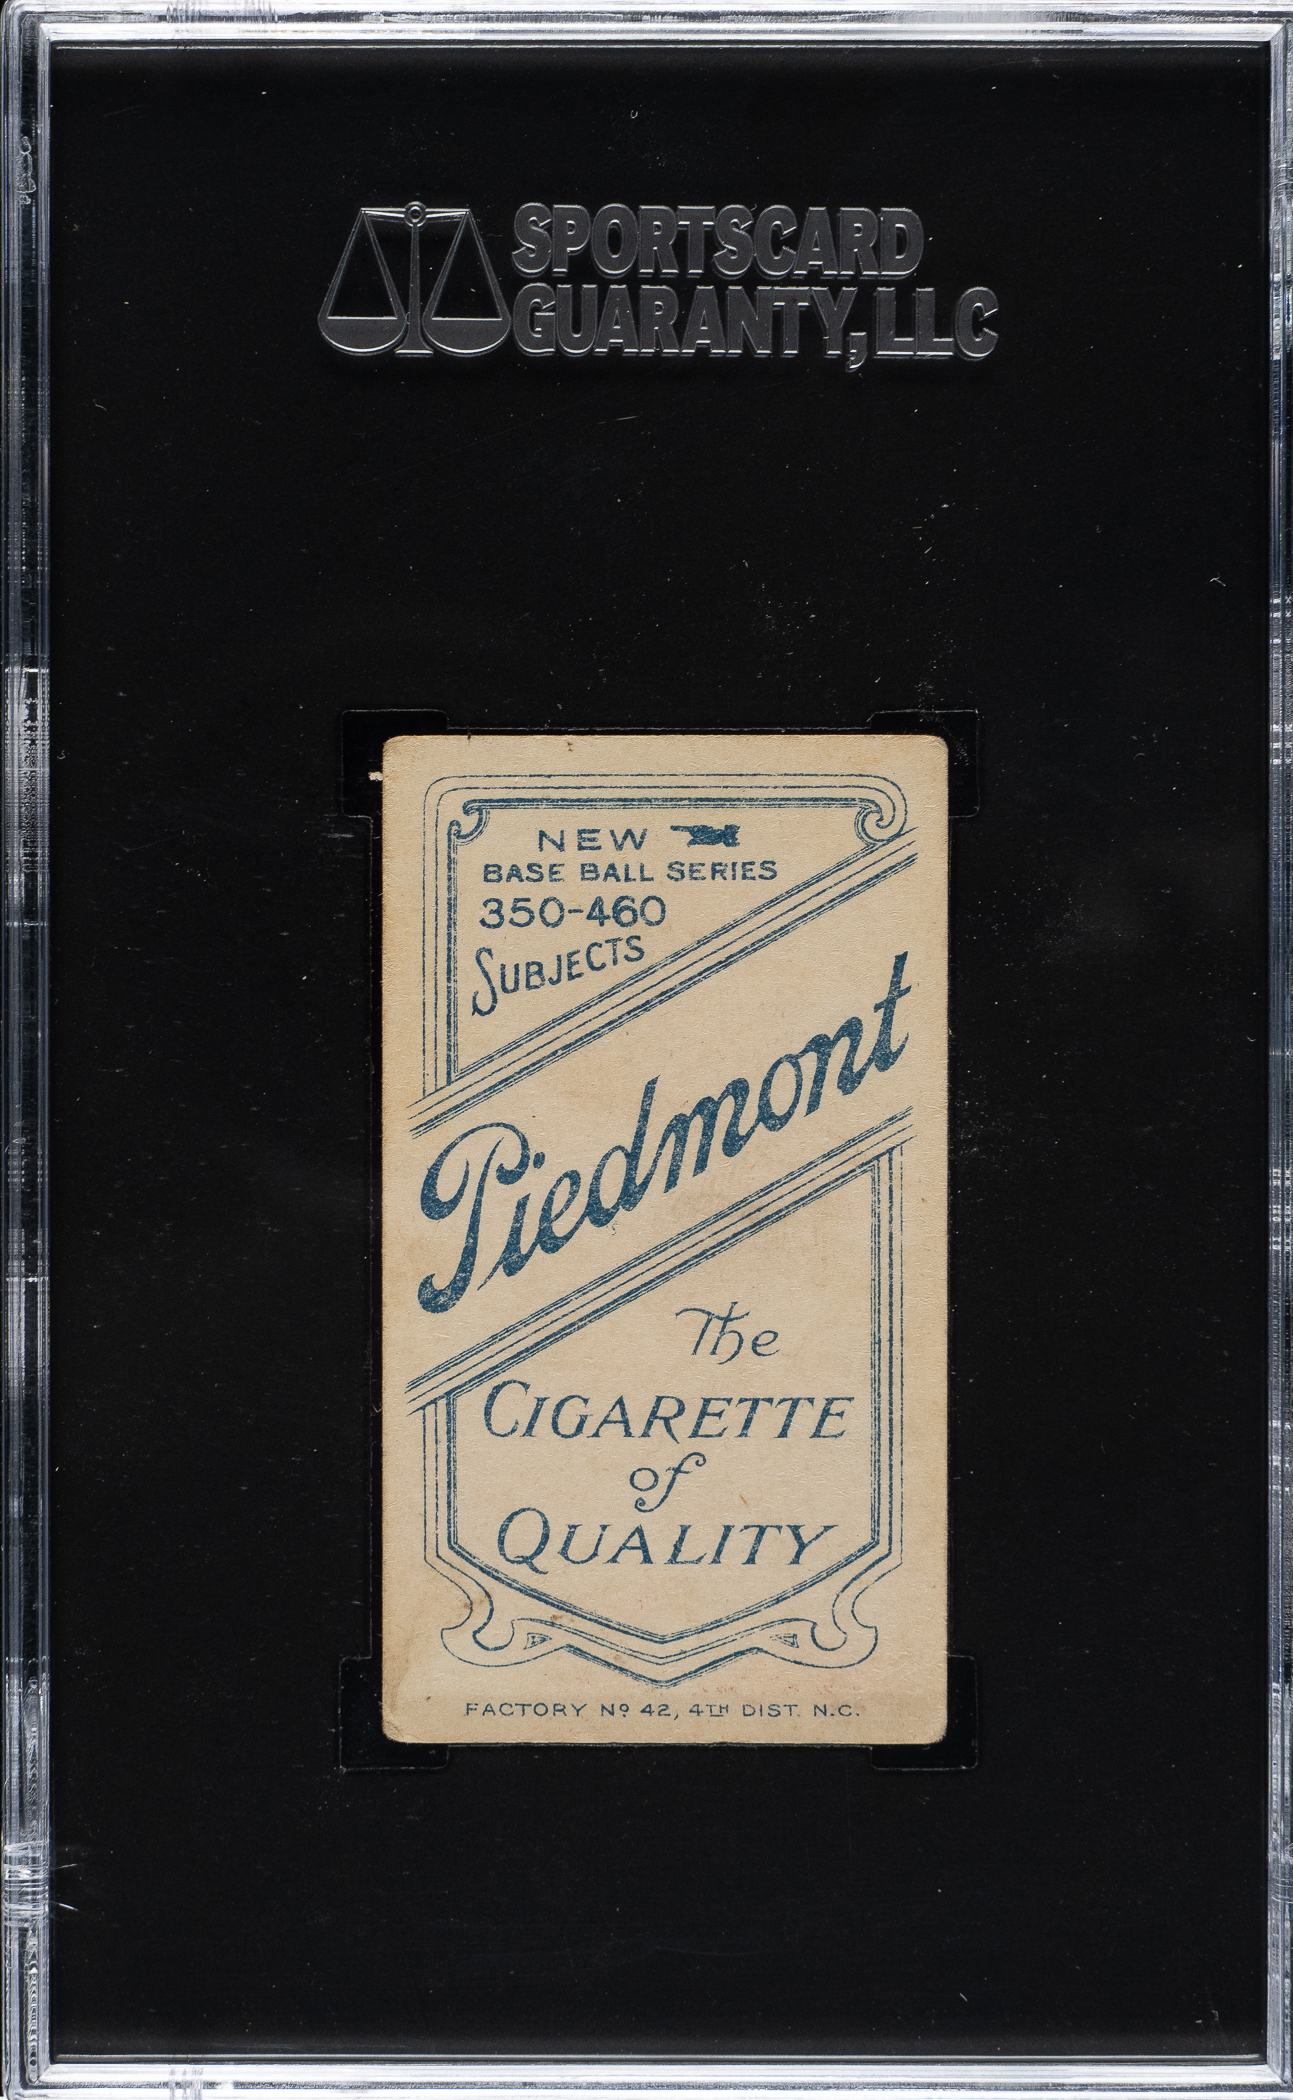 SPORTSCARD
GUARANTY, LLC
NEW
BASE BALL SERIES
350-460
SUBJECTS
Piedmont
The
CIGARETTE
of
QUALITY
FACTORY Nº 42, 4TH DIST. N.C.